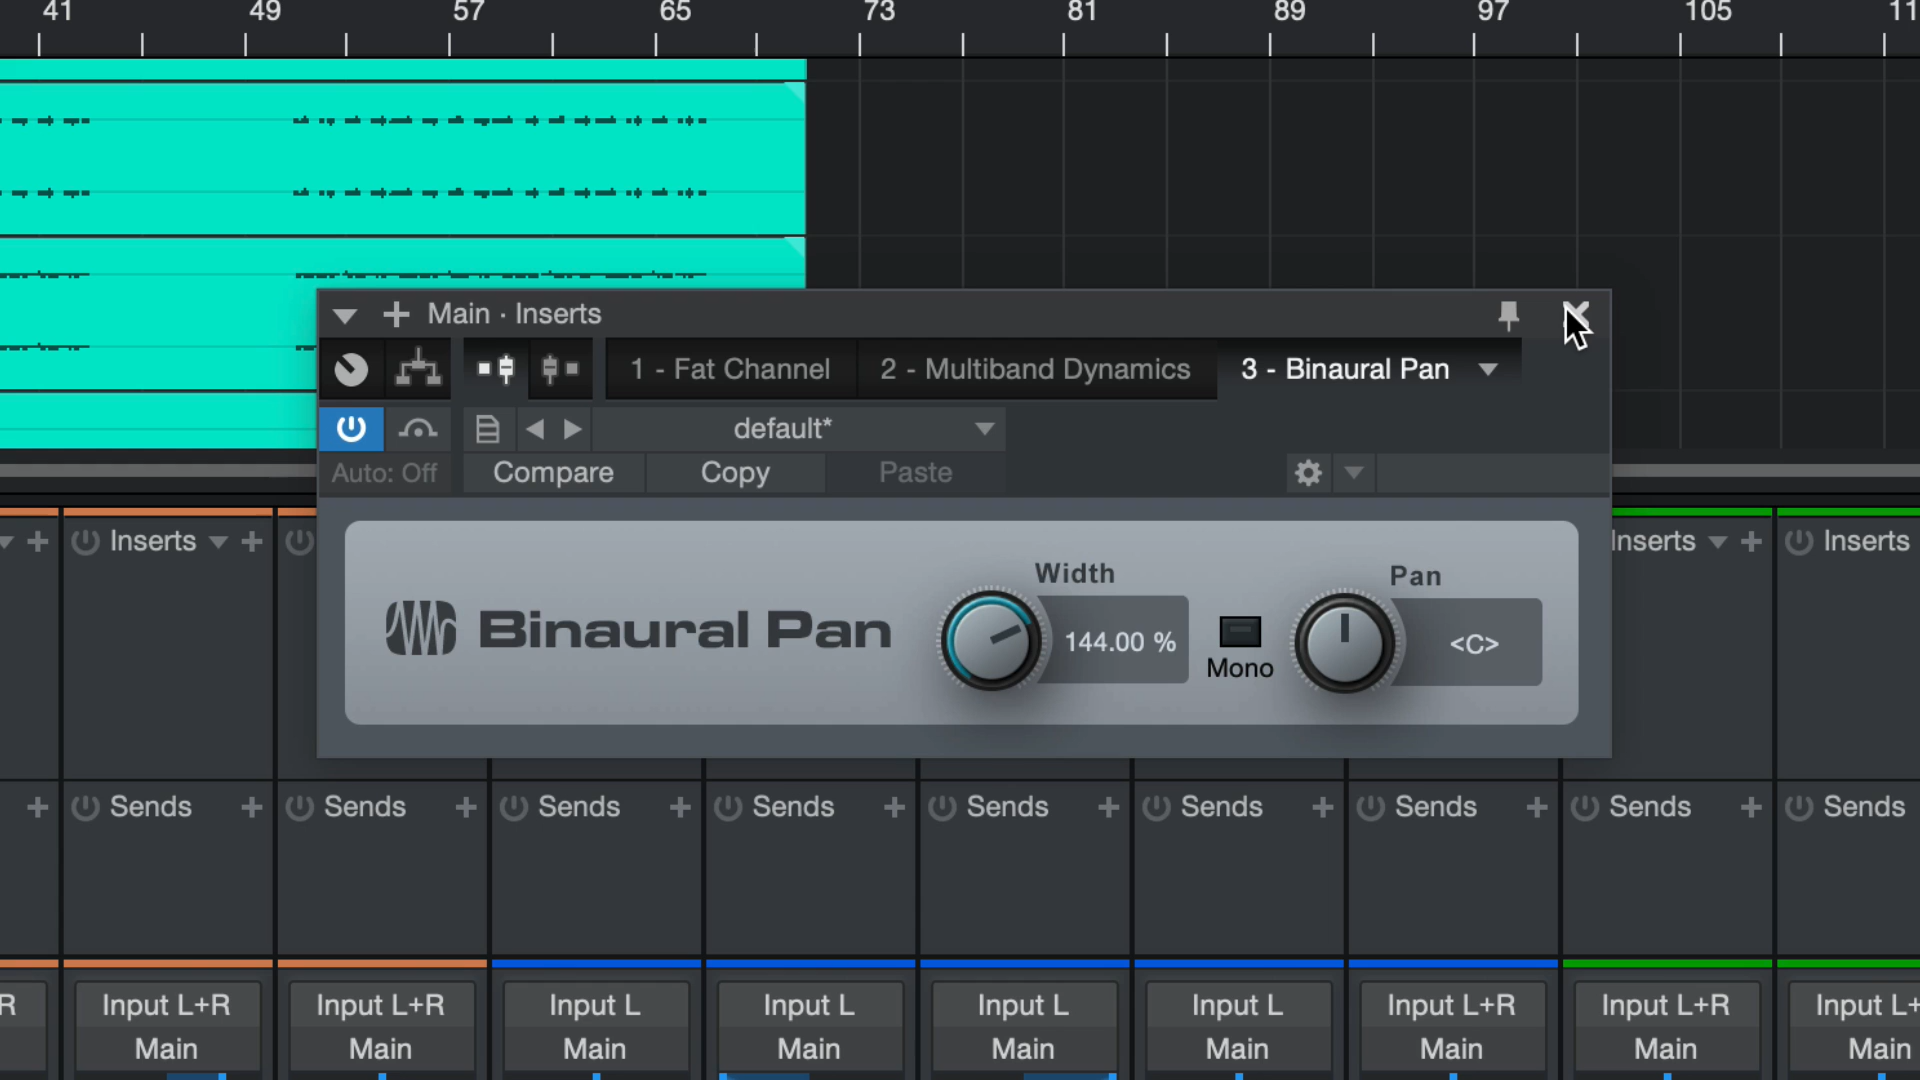 41 49 57 65 73 81 89 97 105 11
Main · Inserts
1 - Fat Channel 2 - Multiband Dynamics 3 - Binaural Pan
default*
Auto: Off Compare Copy Paste
Inserts Inserts Inserts
Width Pan
Binaural Pan 144.00 % <C>
Mono
Sends Sends Sends Sends Sends Sends Sends Sends Sends
R Input L+R Input L+R Input L Input L Input L Input L Input L+R Input L+R Input L+
Main Main Main Main Main Main Main Main Main